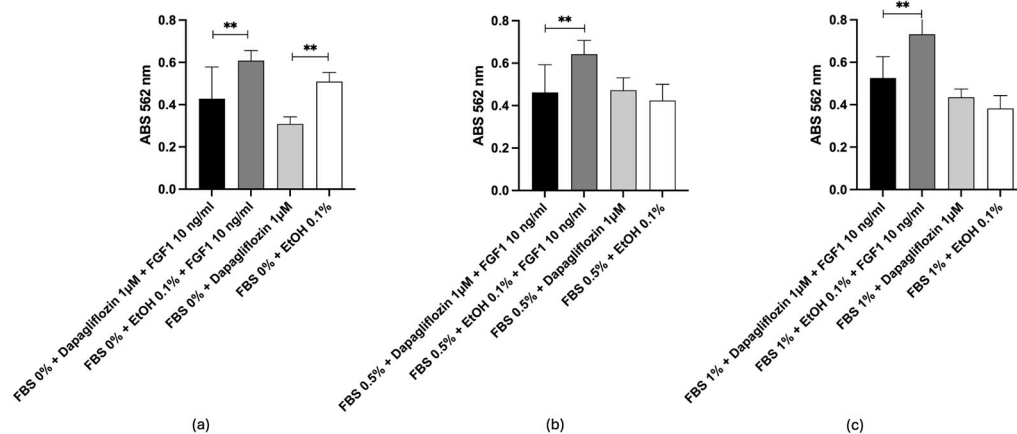 0.8
0.6
0.4
0.2
0.0
ABS 562 nm
**
**
FBS 0% + Dapagliflozin 1µM + FGF1 10 ng/ml
FBS 0% + EtOH 0.1% + FGF1 10 ng/ml
FBS 0% + Dapagliflozin 1µM
FBS 0% + EtOH 0.1%
(a)
0.8
0.6
0.4
0.2
0.0
ABS 562 nm
**
FBS 0.5% + Dapagliflozin 1µM + FGF1 10 ng/ml
FBS 0.5% + EtOH 0.1% + FGF1 10 ng/ml
FBS 0.5% + Dapagliflozin 1µM
FBS 0.5% + EtOH 0.1%
(b)
0.8
0.6
0.4
0.2
0.0
ABS 562 nm
**
FBS 1% + Dapagliflozin 1µM + FGF1 10 ng/ml
FBS 1% + EtOH 0.1% + FGF1 10 ng/ml
FBS 1% + Dapagliflozin 1µM
FBS 1% + EtOH 0.1%
(c)